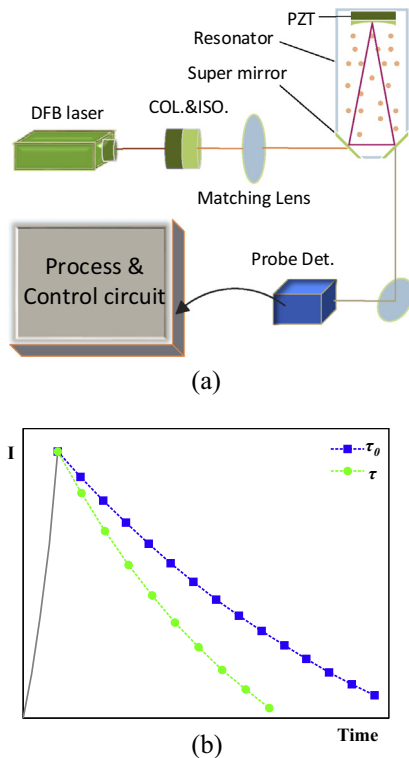 PZT
Resonator
Super mirror
DFB laser
COL.&ISO.
Matching Lens
Process &
Control circuit
Probe Det.
(a)
I
τ₀
τ
Time
(b)